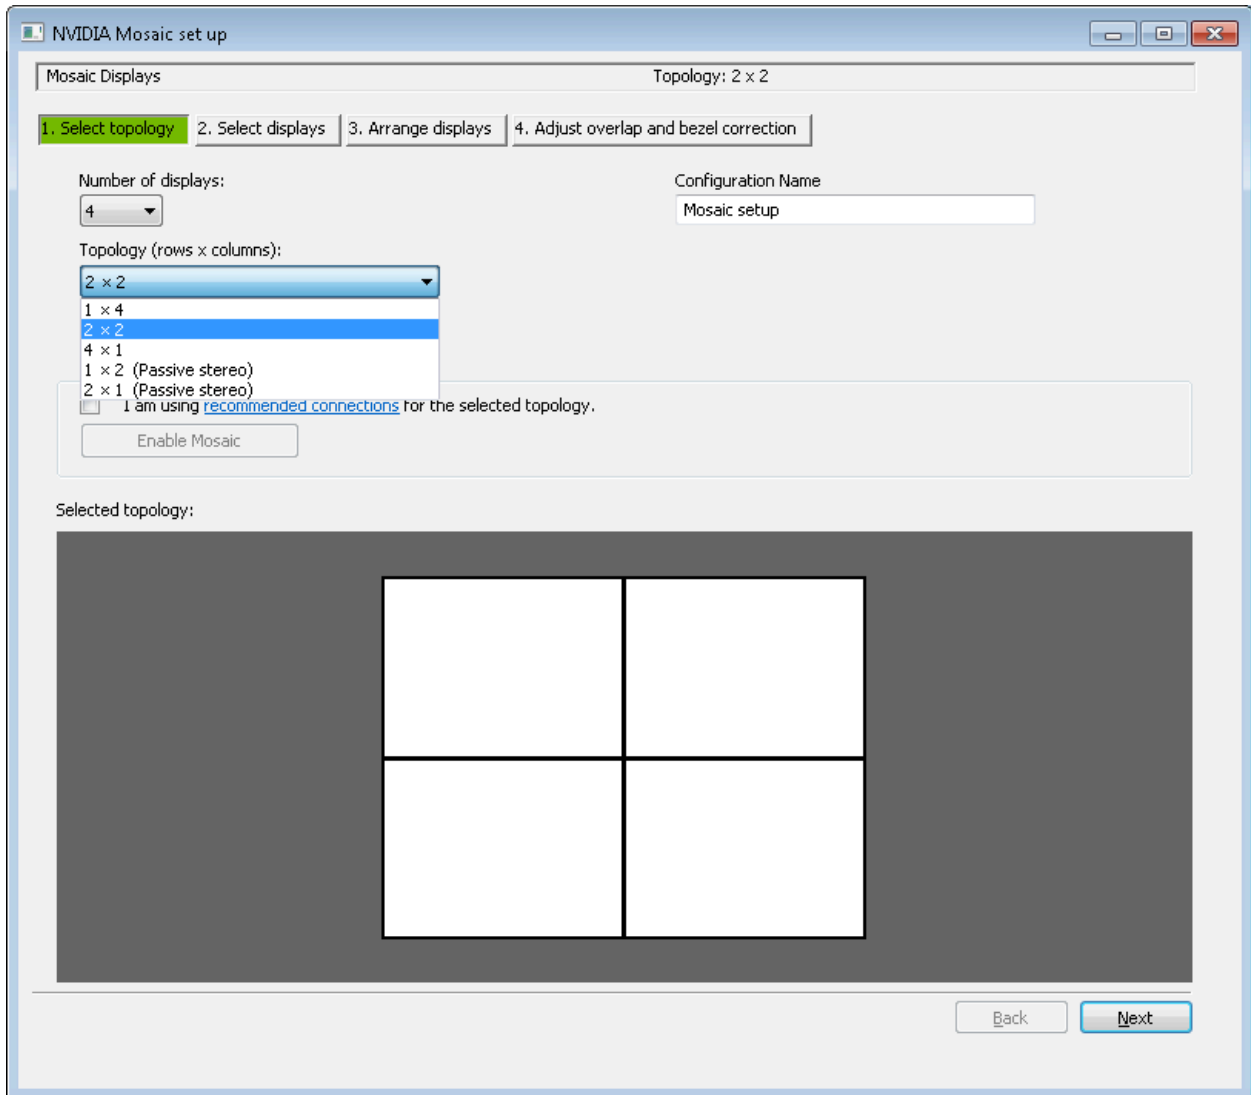 NVIDIA Mosaic set up
Mosaic Displays Topology: 2 x 2
1. Select topology 2. Select displays 3. Arrange displays 4. Adjust overlap and bezel correction
Number of displays: Configuration Name
4 Mosaic setup
Topology (rows x columns):
2 × 2
1 × 4
2 × 2
4 × 1
1 × 2 (Passive stereo)
2 × 1 (Passive stereo)
I am using recommended connections for the selected topology.
Enable Mosaic
Selected topology:
Back Next